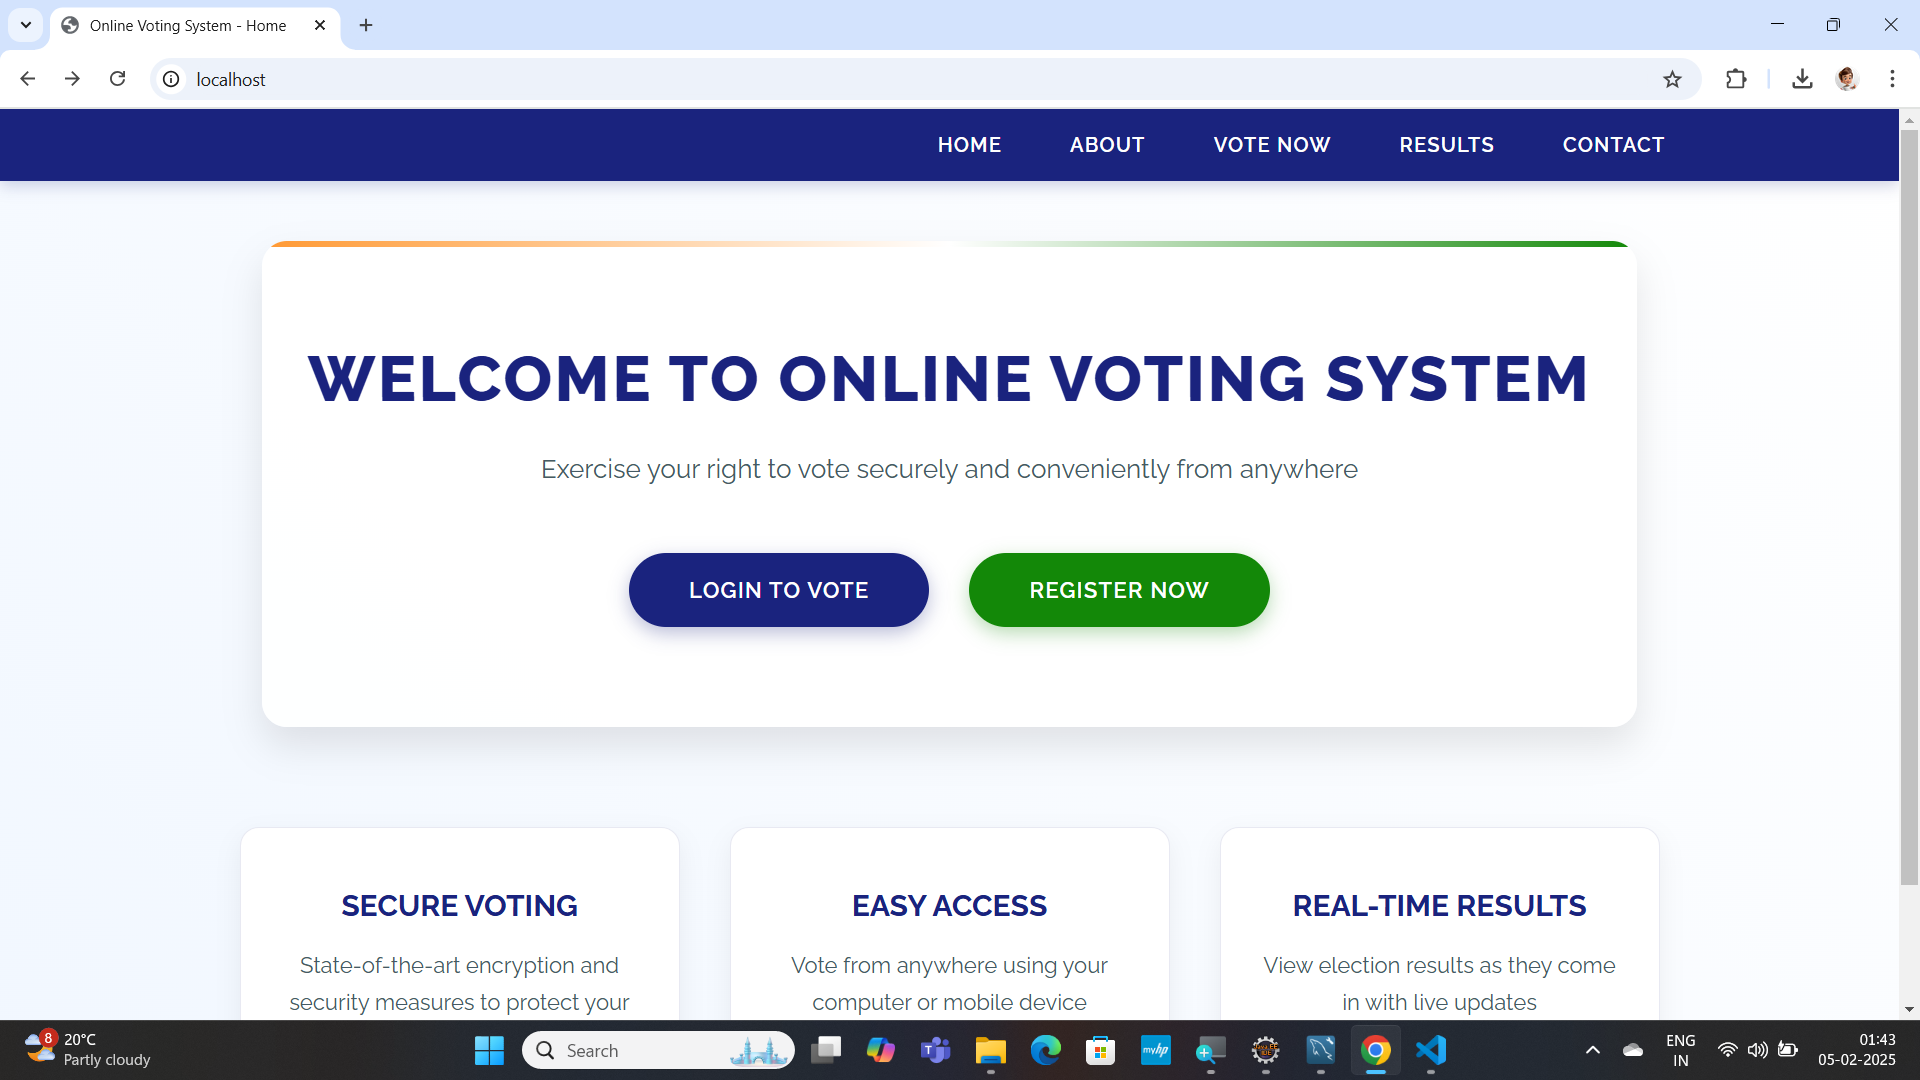 Online Voting System - Home
localhost
HOME ABOUT VOTE NOW RESULTS CONTACT
WELCOME TO ONLINE VOTING SYSTEM
Exercise your right to vote securely and conveniently from anywhere
LOGIN TO VOTE REGISTER NOW
SECURE VOTING
State-of-the-art encryption and
security measures to protect your
EASY ACCESS
Vote from anywhere using your
computer or mobile device
REAL-TIME RESULTS
View election results as they come
in with live updates
8
20°C
Partly cloudy
Search
T
myhp
ENG
IN
01:43
05-02-2025